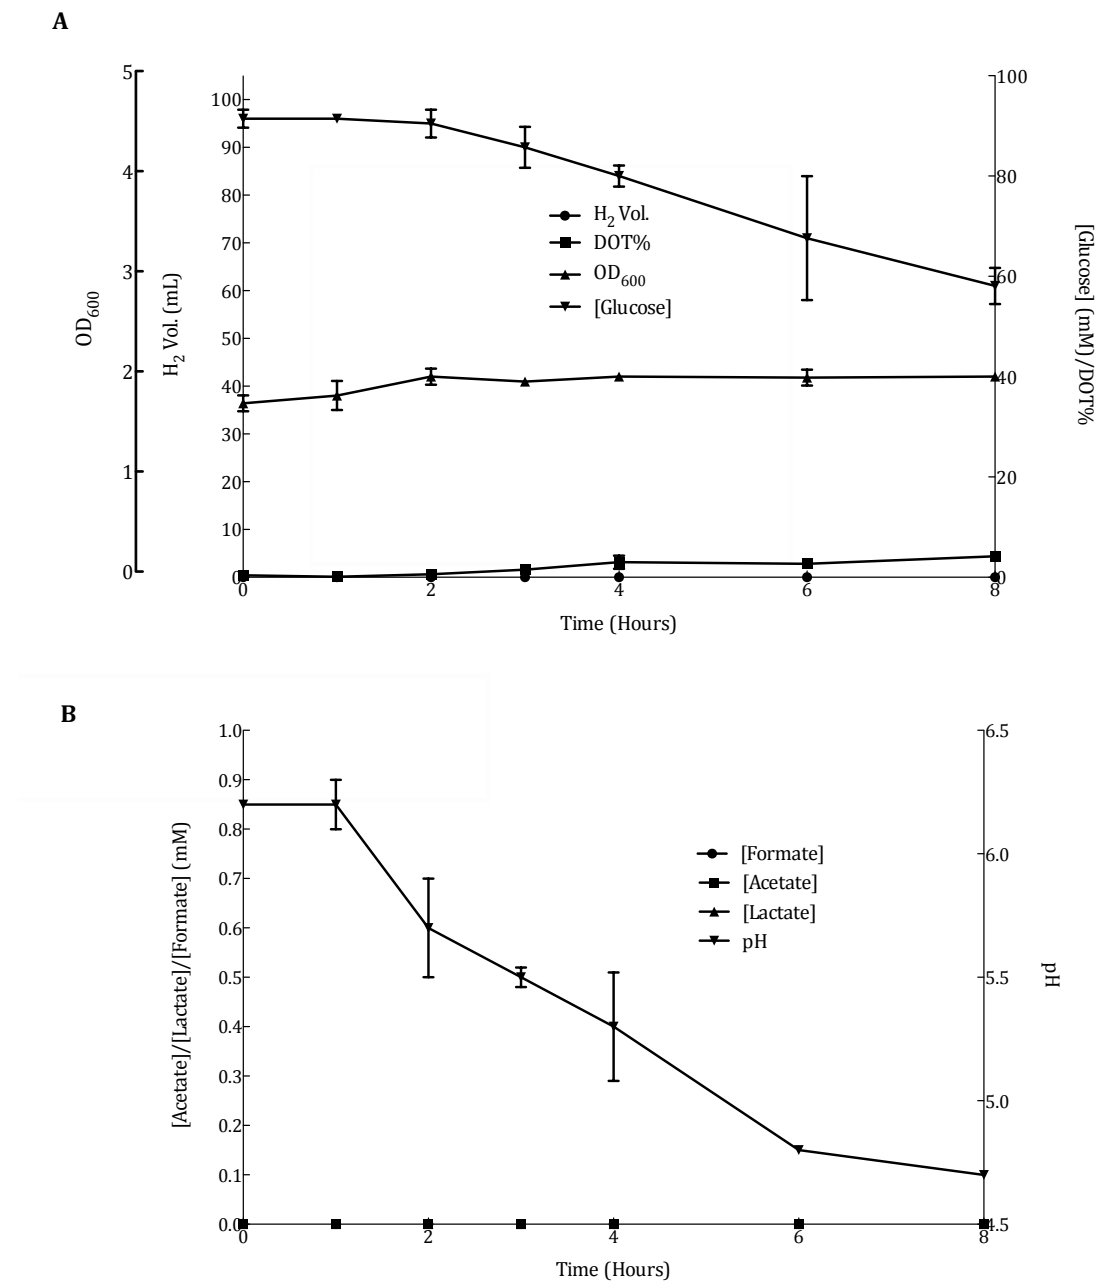 A
OD600
5
4
3
2
1
0
H2 Vol. (mL)
100
90
80
70
60
50
40
30
20
10
0
H2 Vol.
DOT%
OD600
[Glucose]
100
80
60
40
20
0
[Glucose] (mM)/DOT%
0 2 4 6 8
Time (Hours)
B
[Acetate]/[Lactate]/[Formate] (mM)
1.0
0.9
0.8
0.7
0.6
0.5
0.4
0.3
0.2
0.1
0.0
[Formate]
[Acetate]
[Lactate]
pH
6.5
6.0
5.5
5.0
4.5
pH
0 2 4 6 8
Time (Hours)